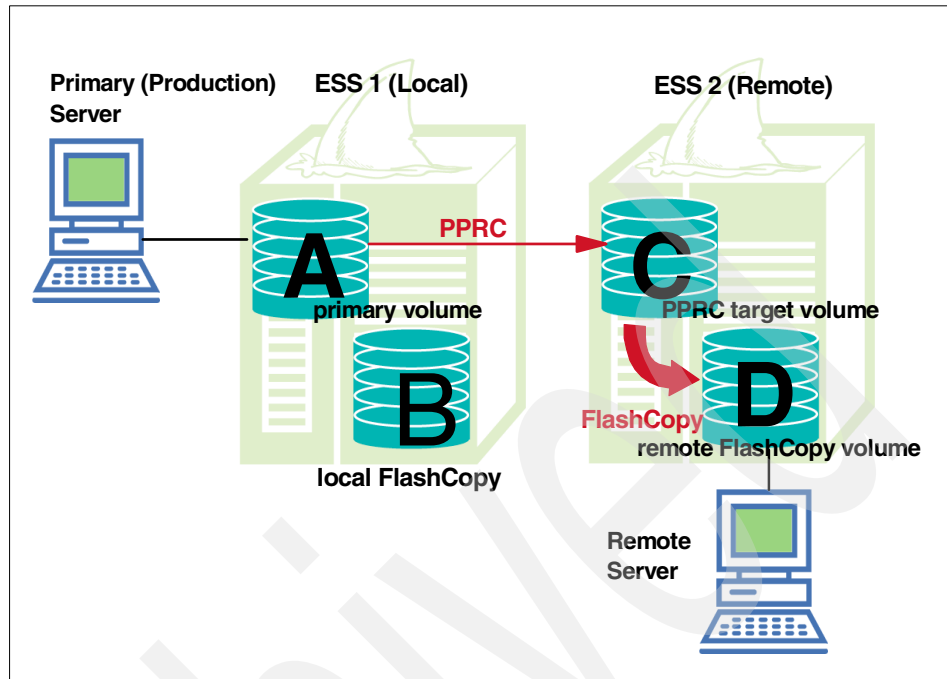 Primary (Production)
Server
ESS 1 (Local)
ESS 2 (Remote)
A
PPRC
C
primary volume
PPRC target volume
B
D
FlashCopy
local FlashCopy
remote FlashCopy volume
Remote
Server